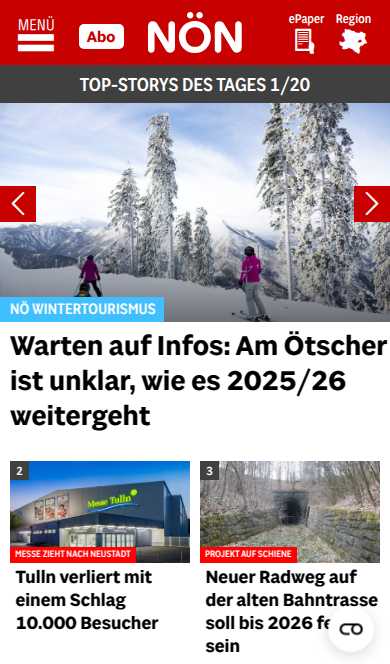 MENÜ
Abo
NÖN
ePaper
Region
TOP-STORYS DES TAGES 1/20
NÖ WINTERTOURISMUS
Warten auf Infos: Am Ötscher
ist unklar, wie es 2025/26
weitergeht
2
Messe Tulln
MESSE ZIEHT NACH NEUSTADT
Tulln verliert mit
einem Schlag
10.000 Besucher
3
PROJEKT AUF SCHIENE
Neuer Radweg auf
der alten Bahntrasse
soll bis 2026
sein